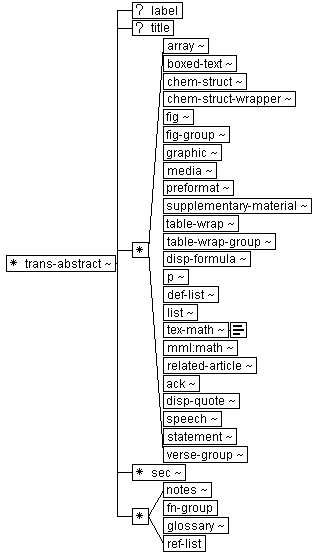 ? label
? title
array ~
boxed-text ~
chem-struct ~
chem-struct-wrapper ~
fig ~
fig-group ~
graphic ~
media ~
preformat ~
supplementary-material ~
table-wrap ~
* table-wrap-group ~
disp-formula ~
* trans-abstract ~
p ~
def-list ~
list ~
tex-math ~
mml:math ~
related-article ~
ack ~
disp-quote ~
speech ~
statement ~
verse-group ~
* sec ~
notes ~
* fn-group
glossary ~
ref-list